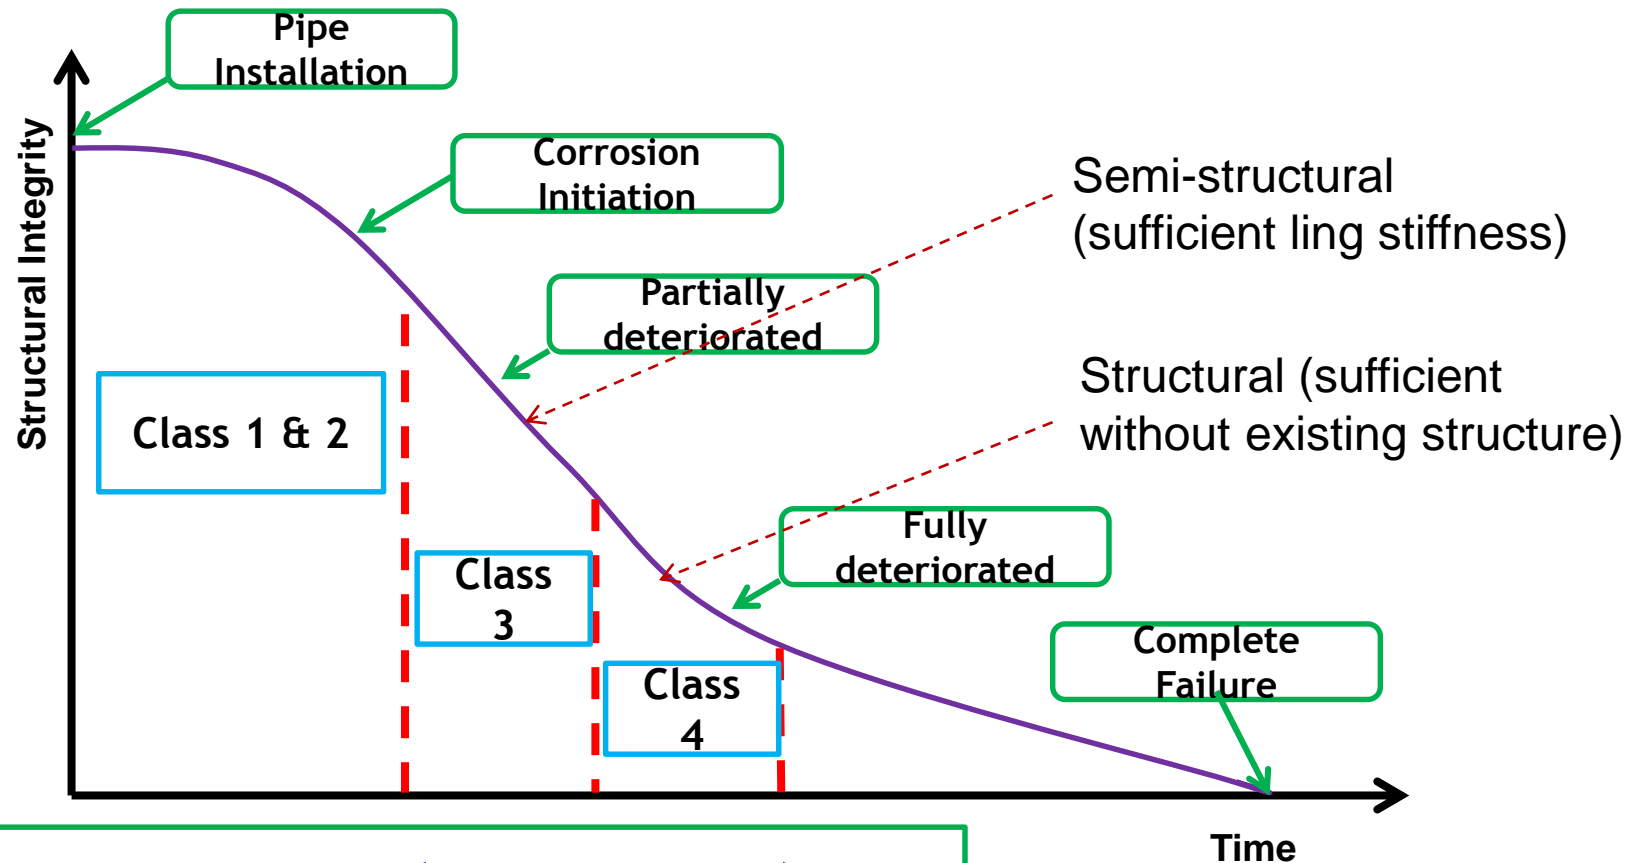 Pipe
Installation
Structural Integrity
Corrosion
Initiation
Semi-structural
(sufficient ling stiffness)
Partially
deteriorated
Structural (sufficient
without existing structure)
Class 1 & 2
Fully
deteriorated
Class
3
Class
4
Complete
Failure
Time